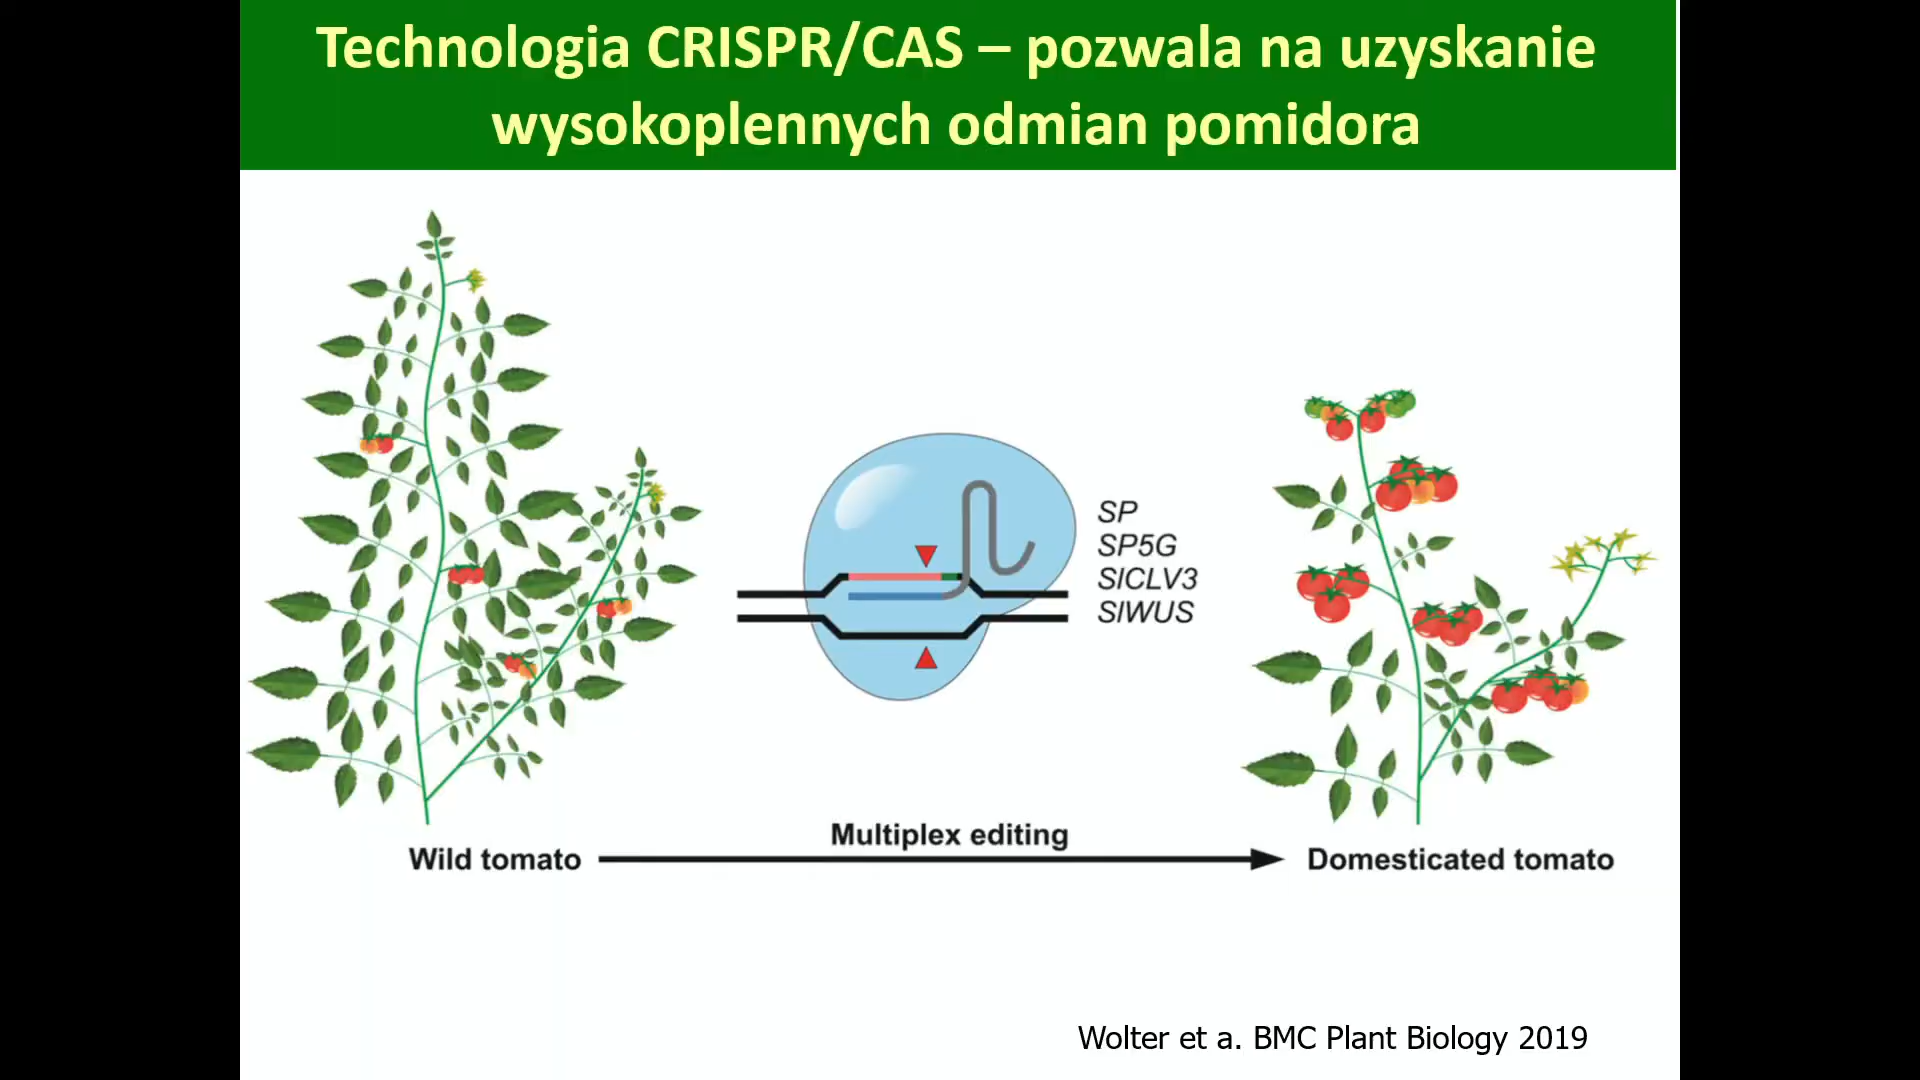 Technologia CRISPR/CAS – pozwala na uzyskanie
wysokoplennych odmian pomidora
SP
SP5G
SlCLV3
SlWUS
Multiplex editing
Wild tomato
Domesticated tomato
Wolter et a. BMC Plant Biology 2019